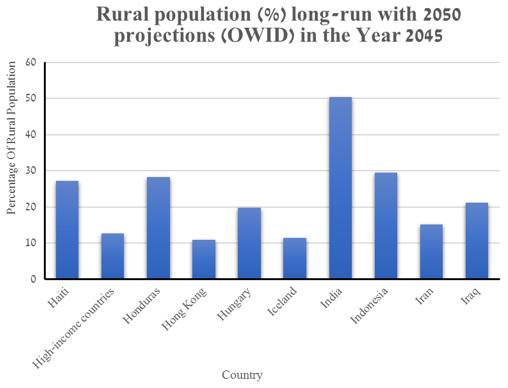 Rural population (%) long-run with 2050
projections (OWID) in the Year 2045
Percentage Of Rural Population
60
50
40
30
20
10
0
Haiti
High-income countries
Honduras
Hong Kong
Hungary
Iceland
India
Indonesia
Iran
Iraq
Country